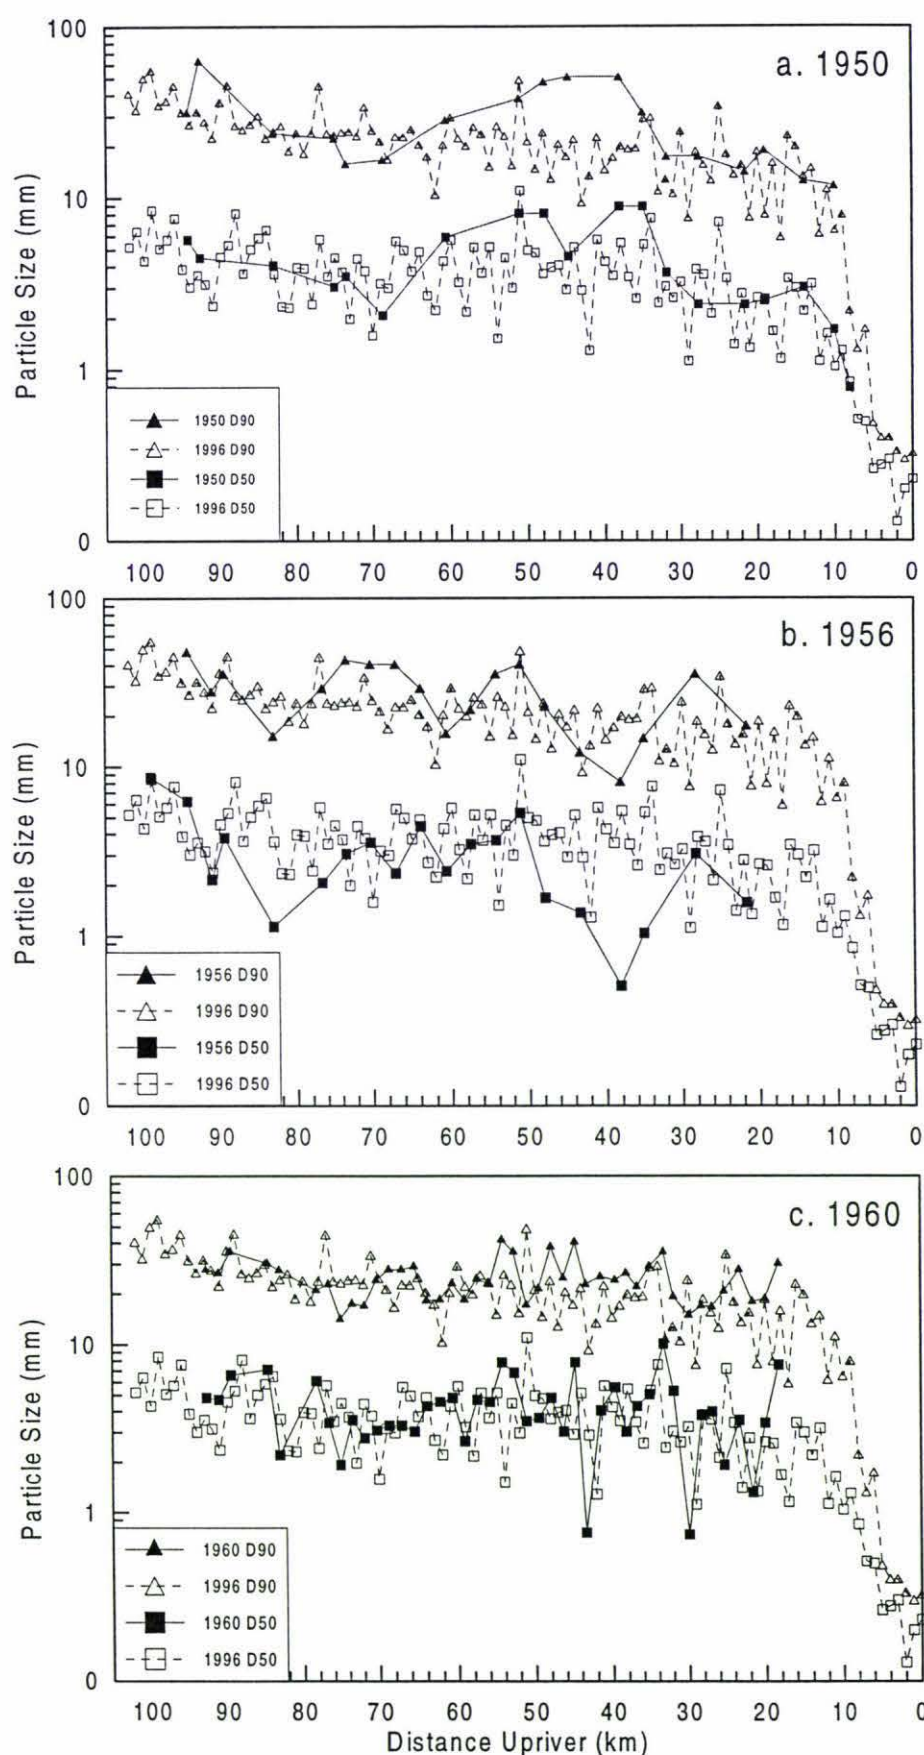 a. 1950
100
10
1
0
Particle Size (mm)
1950 D90
1996 D90
1950 D50
1996 D50
100 90 80 70 60 50 40 30 20 10 0
b. 1956
100
10
1
0
Particle Size (mm)
1956 D90
1996 D90
1956 D50
1996 D50
100 90 80 70 60 50 40 30 20 10 0
c. 1960
100
10
1
0
Particle Size (mm)
1960 D90
1996 D90
1960 D50
1996 D50
100 90 80 70 60 50 40 30 20 10 0
Distance Upriver (km)